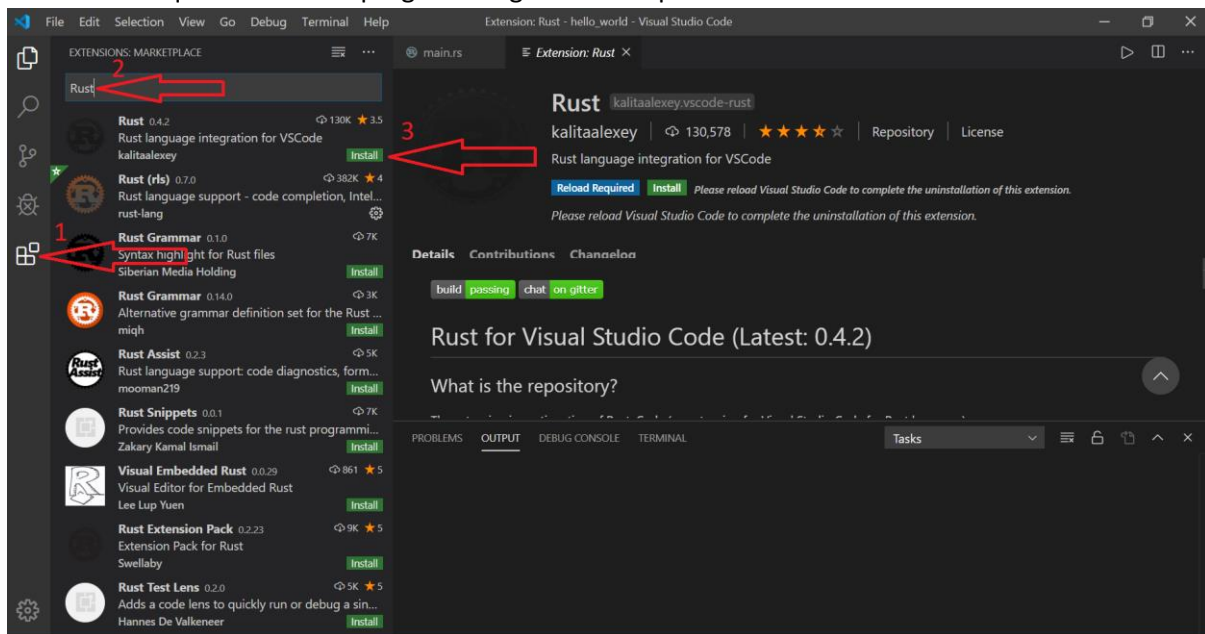 File Edit Selection View Go Debug Terminal Help
Extension: Rust - hello_world - Visual Studio Code
EXTENSIONS: MARKETPLACE
2
Rust
1
3
Rust 0.4.2 130K ★ 3.5
Rust language integration for VSCode
kalitaalexey Install
Rust (rls) 0.7.0 382K ★ 4
Rust language support - code completion, Intel...
rust-lang
Rust Grammar 0.1.0 7K
Syntax highlight for Rust files
Siberian Media Holding Install
Rust Grammar 0.14.0 3K
Alternative grammar definition set for the Rust ...
miqh Install
Rust Assist
Rust Assist 0.2.3 5K
Rust language support: code diagnostics, form...
mooman219 Install
Rust Snippets 0.0.1 7K
Provides code snippets for the rust programmi...
Zakary Kamal Ismail Install
Visual Embedded Rust 0.0.29 861 ★ 5
Visual Editor for Embedded Rust
Lee Lup Yuen Install
Rust Extension Pack 0.2.23 9K ★ 5
Extension Pack for Rust
Swellaby Install
Rust Test Lens 0.2.0 5K ★ 5
Adds a code lens to quickly run or debug a sin...
Hannes De Valkeneer Install
main.rs Extension: Rust
Rust kalitaalexey.vscode-rust
kalitaalexey 130,578 ★★★★☆ Repository License
Rust language integration for VSCode
Reload Required Install Please reload Visual Studio Code to complete the uninstallation of this extension.
Please reload Visual Studio Code to complete the uninstallation of this extension.
Details Contributions Changelog
build passing chat on gitter
Rust for Visual Studio Code (Latest: 0.4.2)
What is the repository?
PROBLEMS OUTPUT DEBUG CONSOLE TERMINAL Tasks